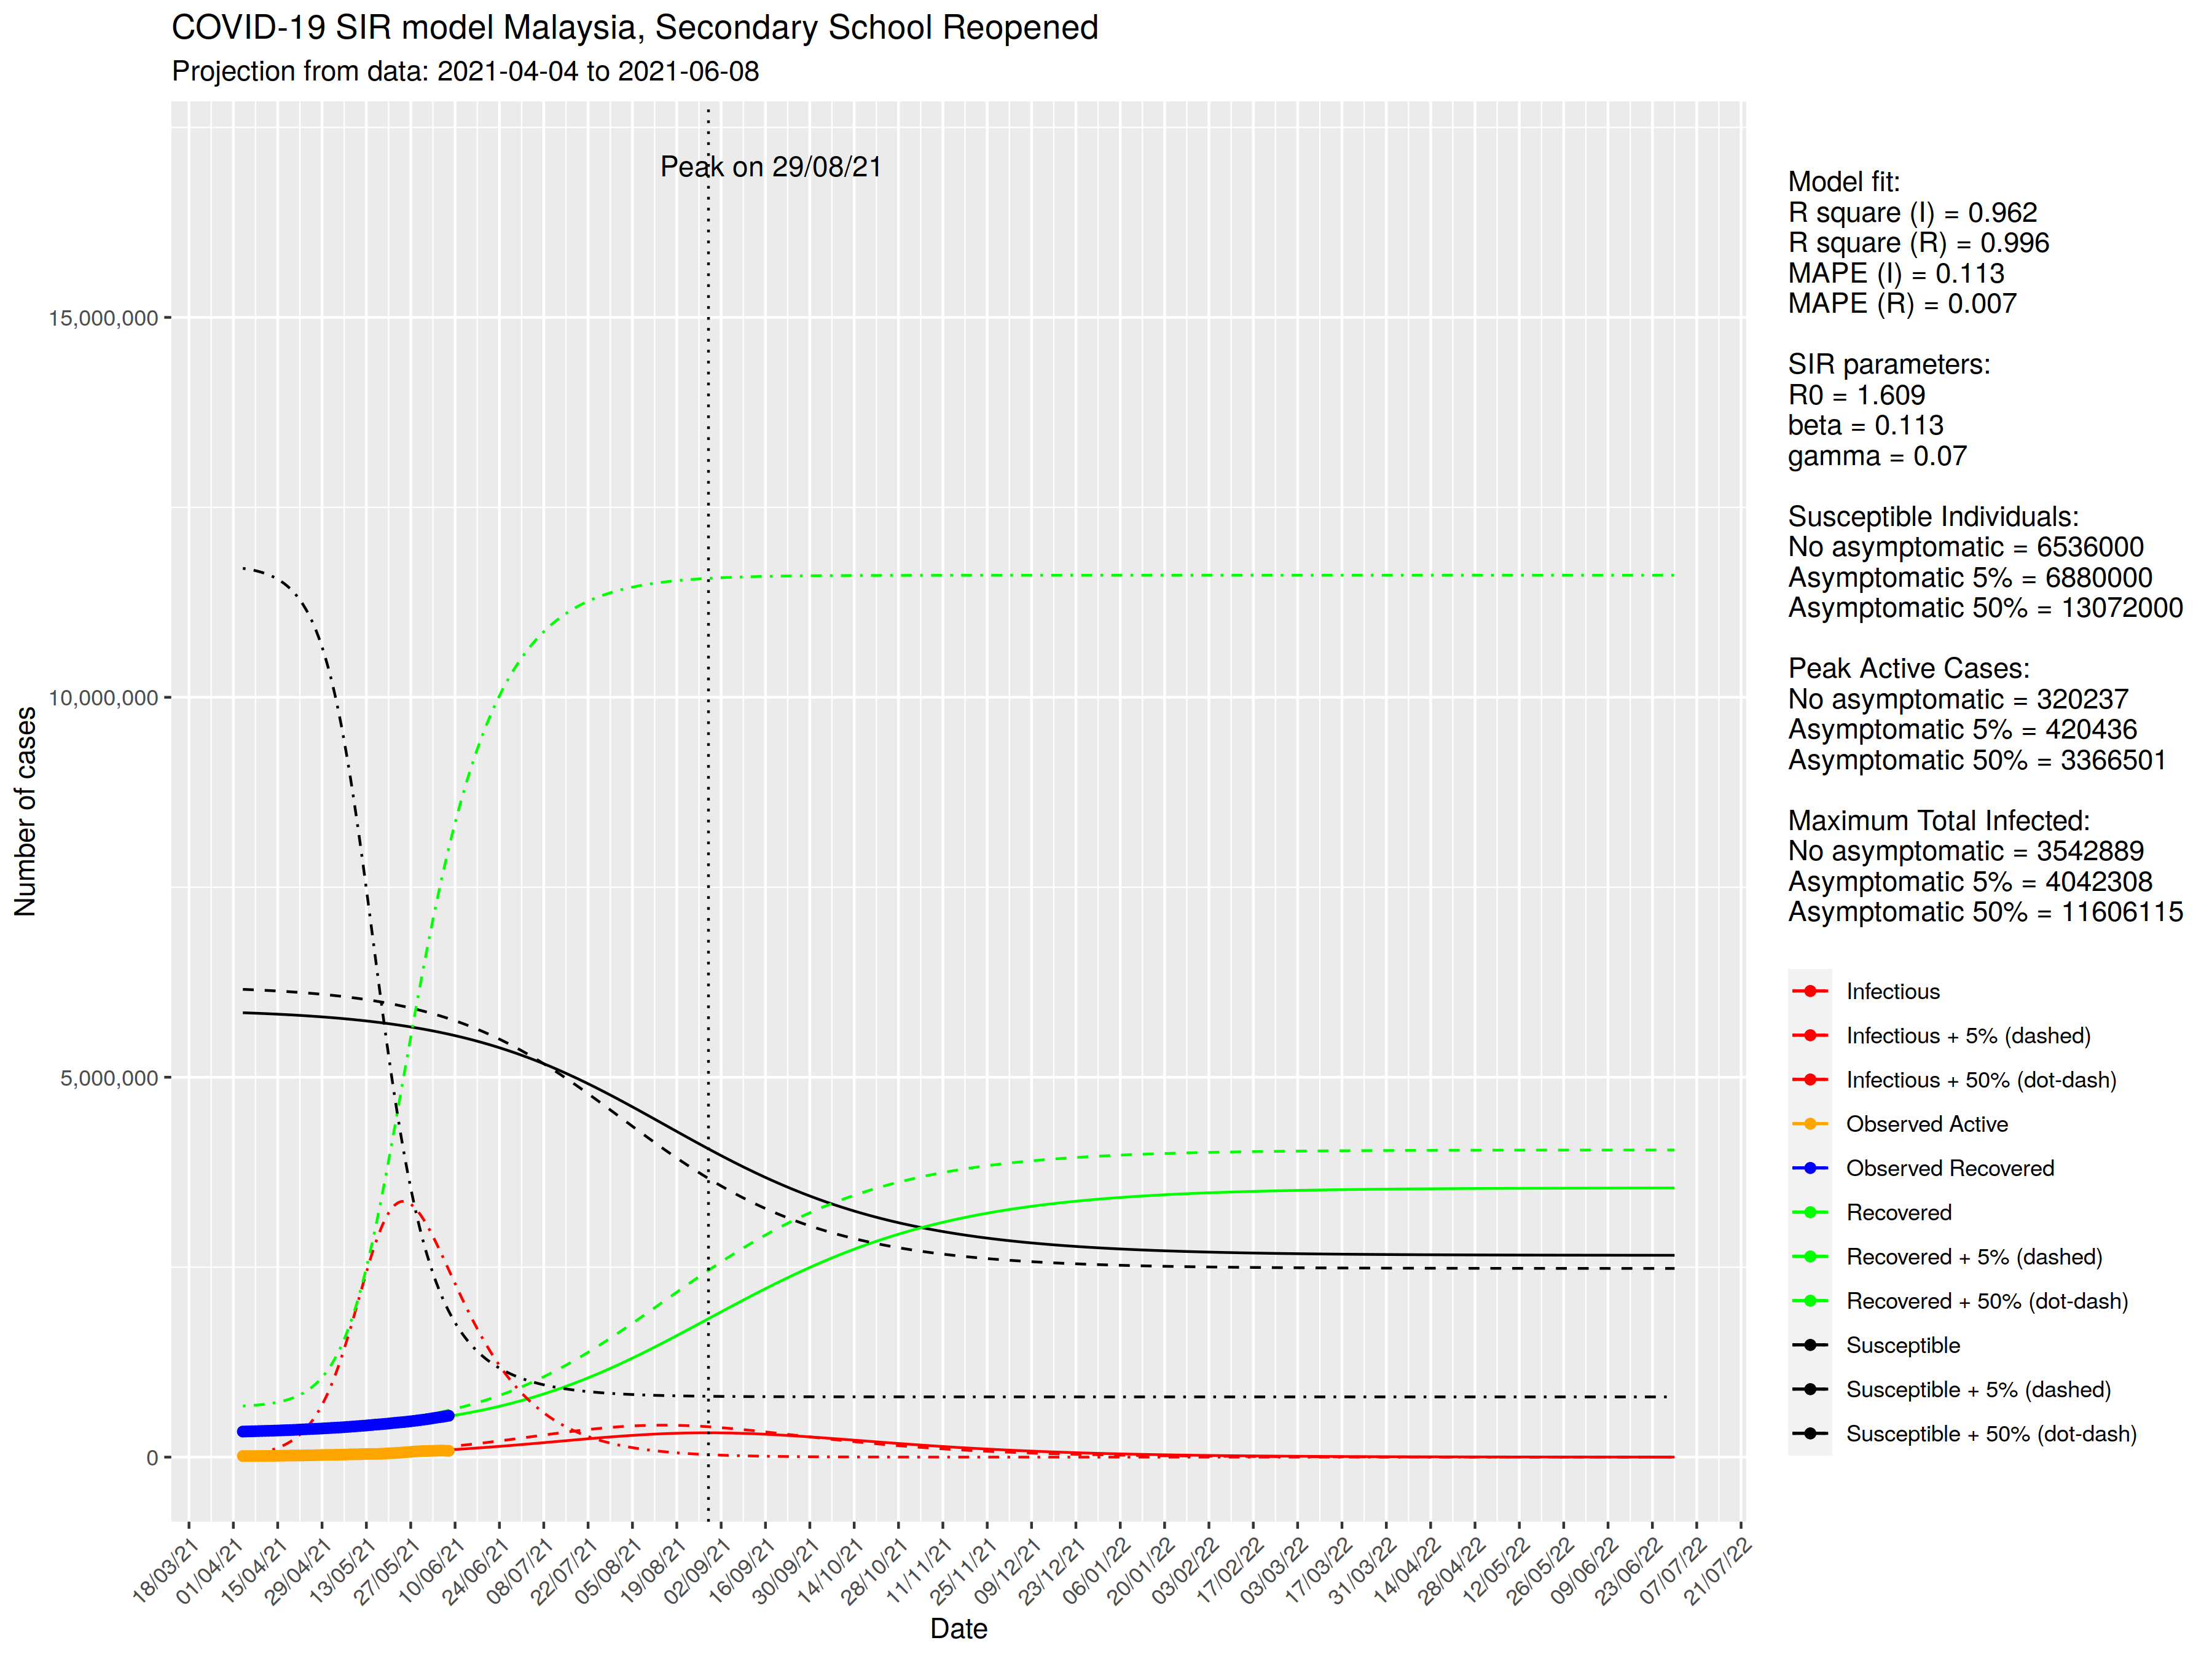 COVID-19 SIR model Malaysia, Secondary School Reopened
Projection from data: 2021-04-04 to 2021-06-08
Peak on 29/08/21
15,000,000
10,000,000
5,000,000
0
Number of cases
18/03/21
01/04/21
15/04/21
29/04/21
13/05/21
27/05/21
10/06/21
24/06/21
08/07/21
22/07/21
05/08/21
19/08/21
02/09/21
16/09/21
30/09/21
14/10/21
28/10/21
11/11/21
25/11/21
09/12/21
23/12/21
06/01/22
20/01/22
03/02/22
17/02/22
03/03/22
17/03/22
31/03/22
14/04/22
28/04/22
12/05/22
26/05/22
09/06/22
23/06/22
07/07/22
21/07/22
Date
Model fit:
R square (I) = 0.962
R square (R) = 0.996
MAPE (I) = 0.113
MAPE (R) = 0.007
SIR parameters:
R0 = 1.609
beta = 0.113
gamma = 0.07
Susceptible Individuals:
No asymptomatic = 6536000
Asymptomatic 5% = 6880000
Asymptomatic 50% = 13072000
Peak Active Cases:
No asymptomatic = 320237
Asymptomatic 5% = 420436
Asymptomatic 50% = 3366501
Maximum Total Infected:
No asymptomatic = 3542889
Asymptomatic 5% = 4042308
Asymptomatic 50% = 11606115
Infectious
Infectious + 5% (dashed)
Infectious + 50% (dot-dash)
Observed Active
Observed Recovered
Recovered
Recovered + 5% (dashed)
Recovered + 50% (dot-dash)
Susceptible
Susceptible + 5% (dashed)
Susceptible + 50% (dot-dash)